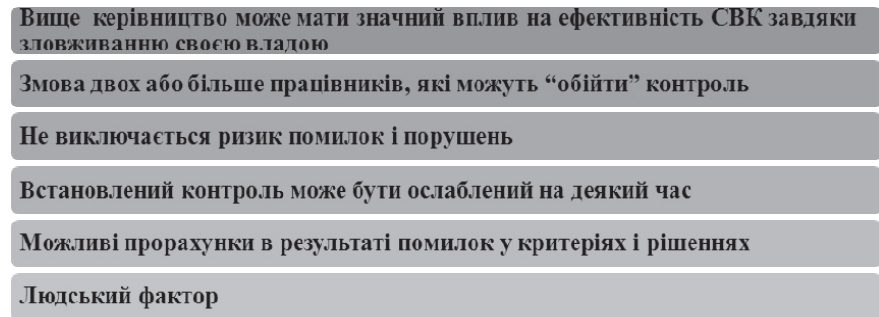 Вище керівництво може мати значний вплив на ефективність СВК завдяки
зловживанню своєю владою
Змова двох або більше працівників, які можуть “обійти” контроль
Не виключається ризик помилок і порушень
Встановлений контроль може бути ослаблений на деякий час
Можливі прорахунки в результаті помилок у критеріях і рішеннях
Людський фактор